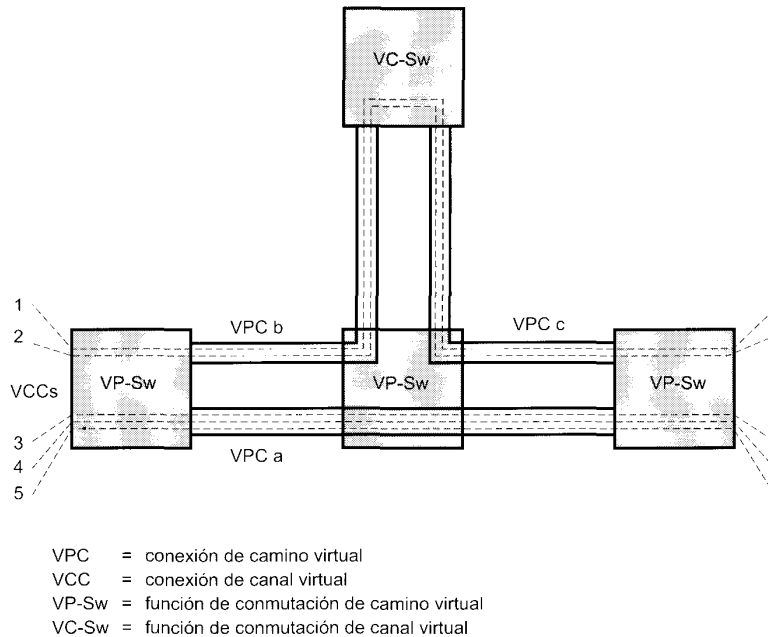 VC-Sw
1
2
VPC b
VPC c
VP-Sw
VP-Sw
VP-Sw
VCCs
3
4
5
VPC a
VPC = conexión de camino virtual
VCC = conexión de canal virtual
VP-Sw = función de conmutación de camino virtual
VC-Sw = función de conmutación de canal virtual